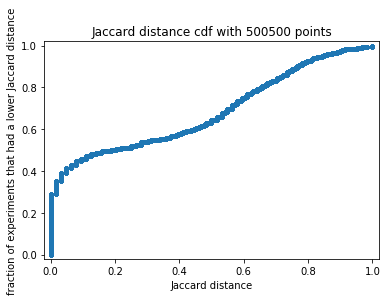 Jaccard distance cdf with 500500 points
fraction of experiments that had a lower Jaccard distance
1.0
0.8
0.6
0.4
0.2
0.0
0.0 0.2 0.4 0.6 0.8 1.0
Jaccard distance